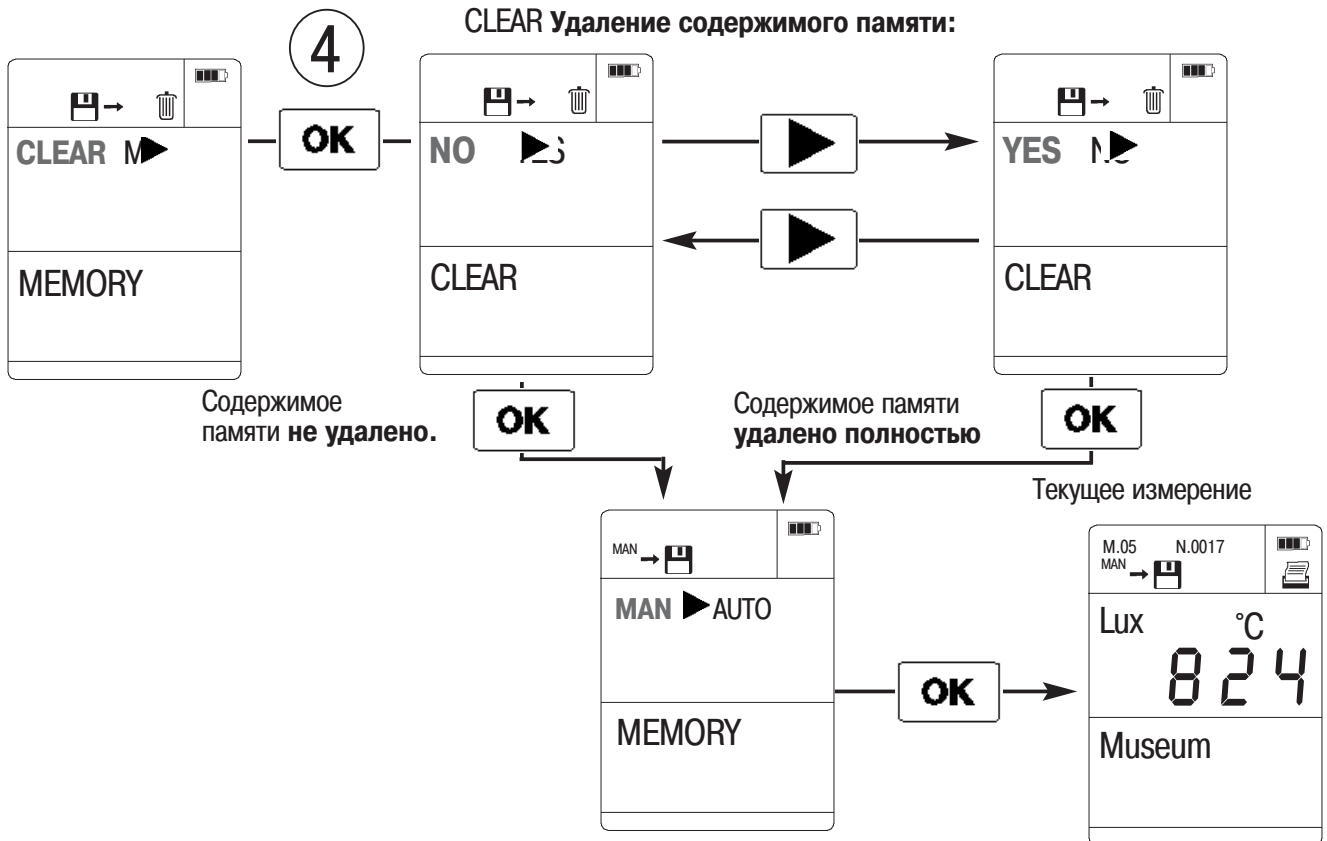 CLEAR Удаление содержимого памяти:
4
CLEAR M
MEMORY
OK
NO
CLEAR
YES
CLEAR
Содержимое
памяти не удалено.
OK
Содержимое памяти
удалено полностью
OK
Текущее измерение
MAN
MAN AUTO
MEMORY
OK
M.05 N.0017
MAN
Lux °C
824
Museum